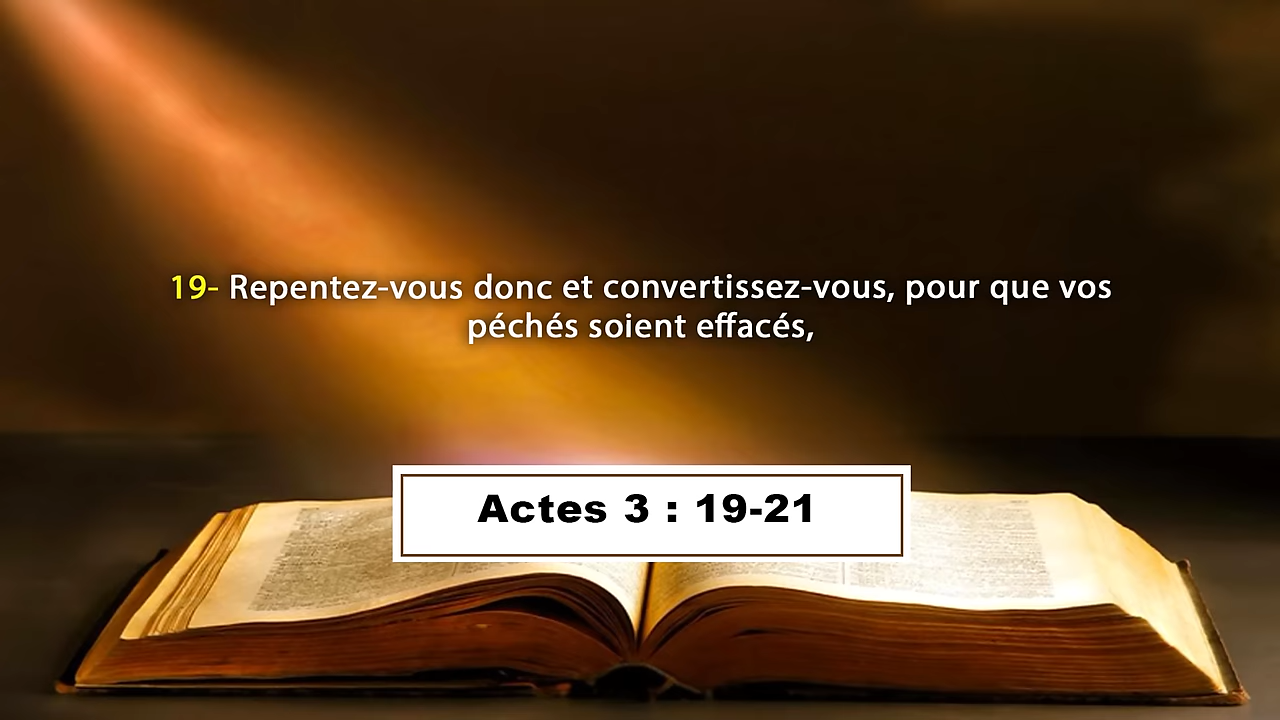 19- Repentez-vous donc et convertissez-vous, pour que vos
péchés soient effacés,
Actes 3 : 19-21